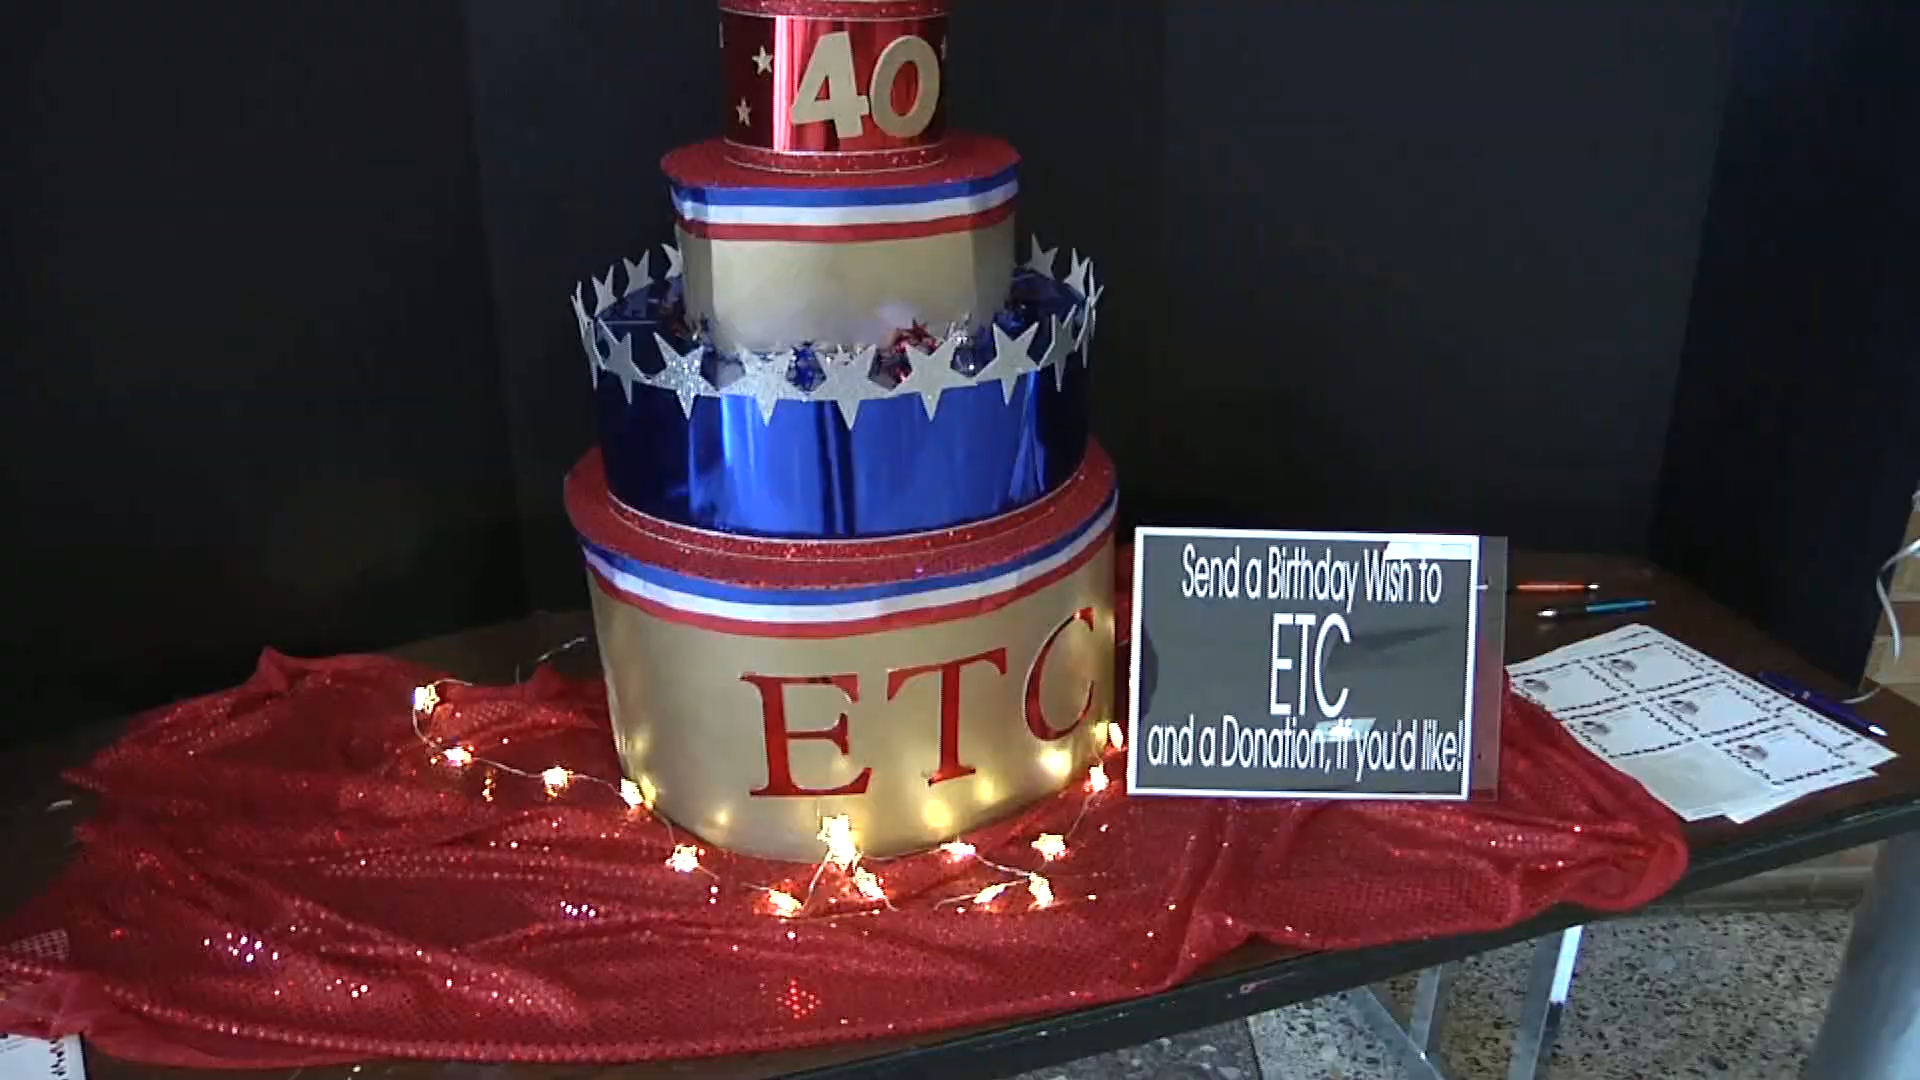 40
ETC
Send a Birthday Wish to
ETC
and a Donation, if you'd like!